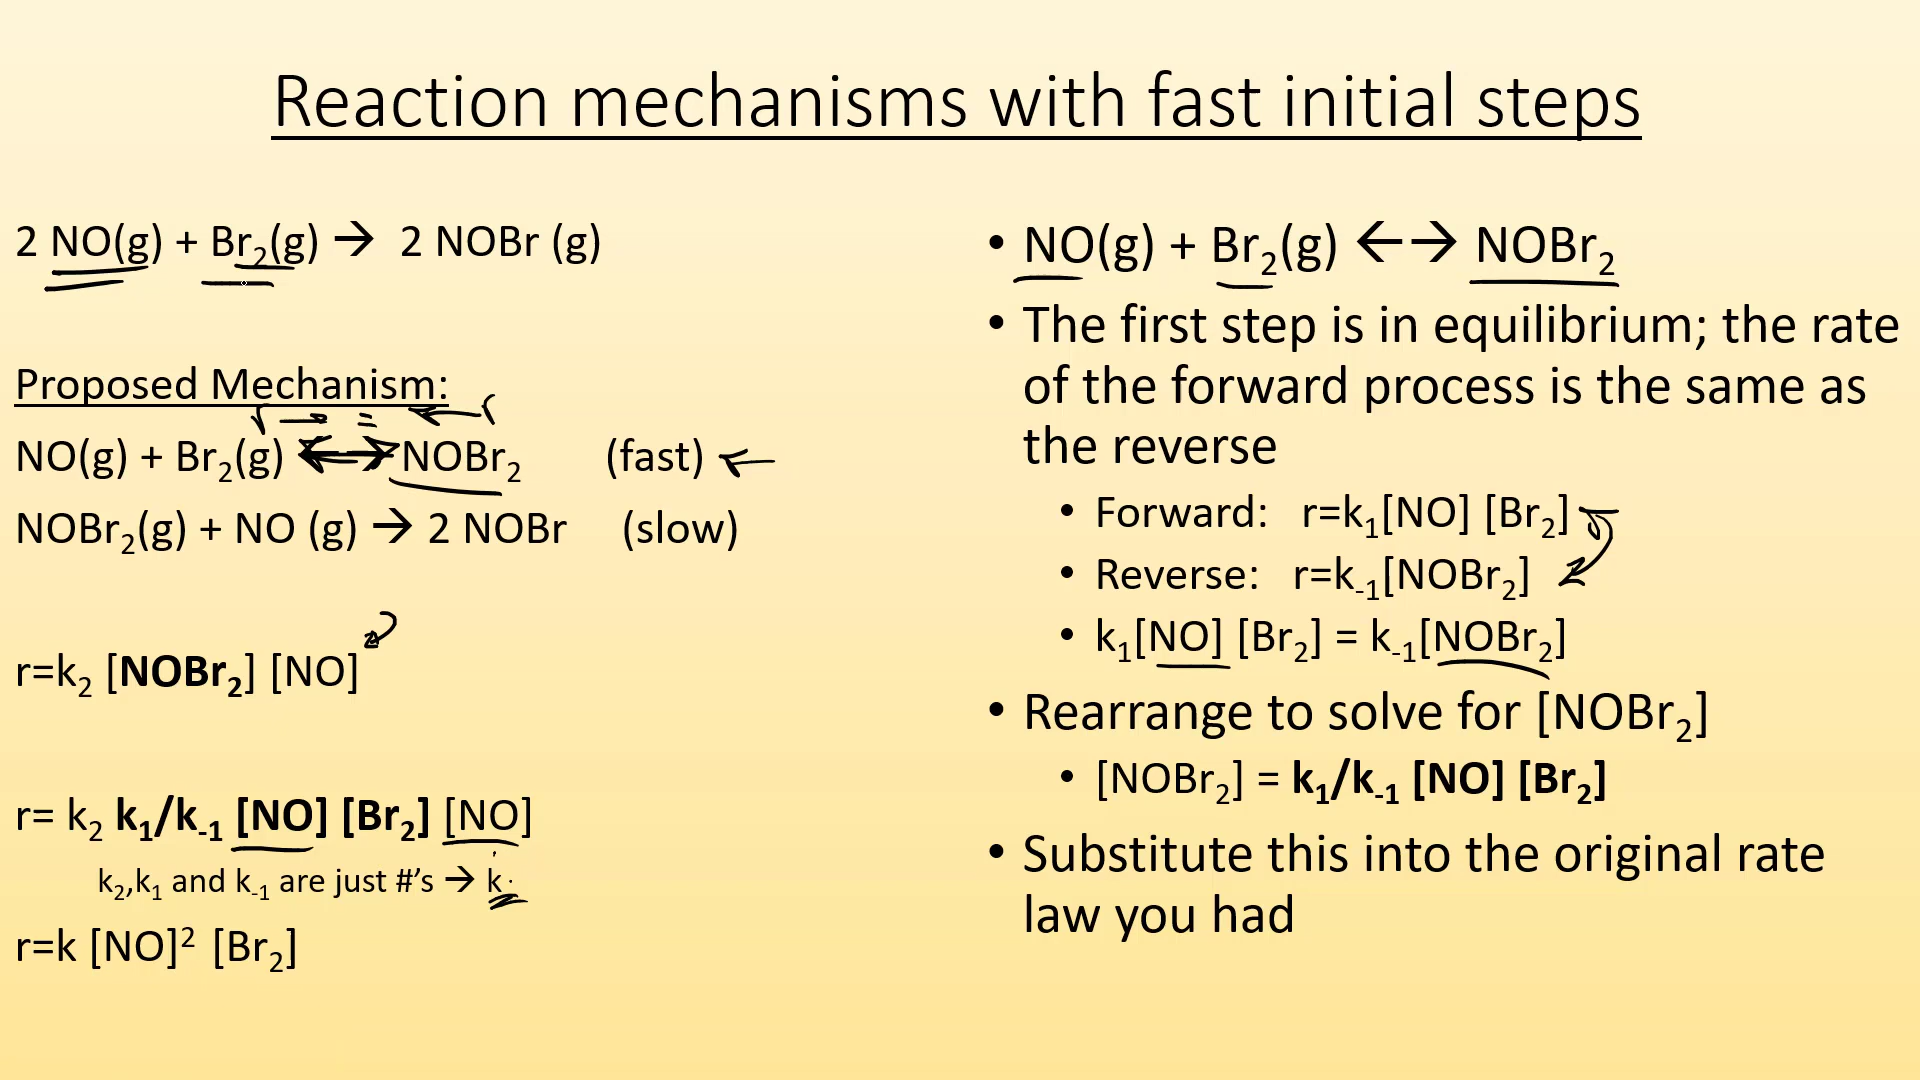 Reaction mechanisms with fast initial steps
2 NO(g) + Br₂(g) → 2 NOBr (g)
Proposed Mechanism:
NO(g) + Br₂(g) ←→ NOBr₂ (fast)
NOBr₂(g) + NO (g) → 2 NOBr (slow)
r=k₂ [NOBr₂] [NO]
r= k₂ k₁/k₋₁ [NO] [Br₂] [NO]
k₂,k₁ and k₋₁ are just #’s → k
r=k [NO]² [Br₂]
• NO(g) + Br₂(g) ←→ NOBr₂
• The first step is in equilibrium; the rate
of the forward process is the same as
the reverse
• Forward: r=k₁[NO] [Br₂]
• Reverse: r=k₋₁[NOBr₂]
• k₁[NO] [Br₂] = k₋₁[NOBr₂]
• Rearrange to solve for [NOBr₂]
• [NOBr₂] = k₁/k₋₁ [NO] [Br₂]
• Substitute this into the original rate
law you had